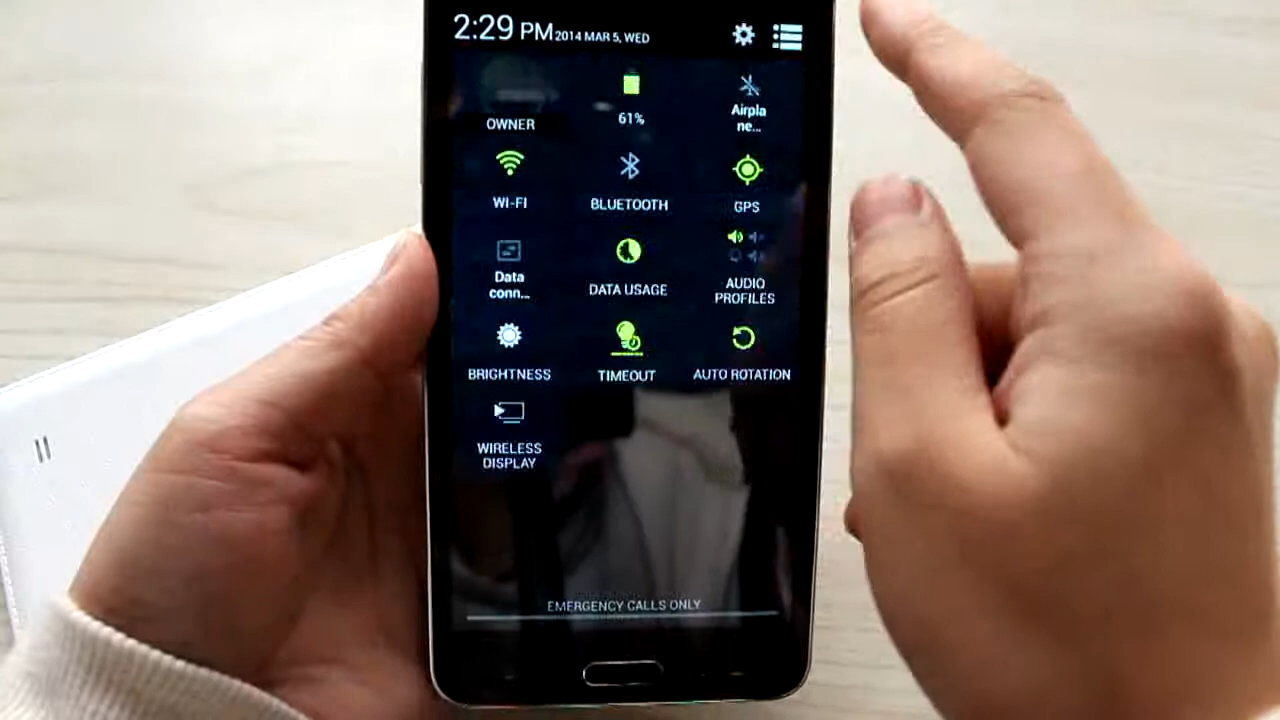 2:29 PM 2014 MAR 5, WED
OWNER
61%
Airpla
ne...
WI-FI
BLUETOOTH
GPS
Data
conn...
DATA USAGE
AUDIO
PROFILES
BRIGHTNESS
TIMEOUT
AUTO ROTATION
WIRELESS
DISPLAY
EMERGENCY CALLS ONLY